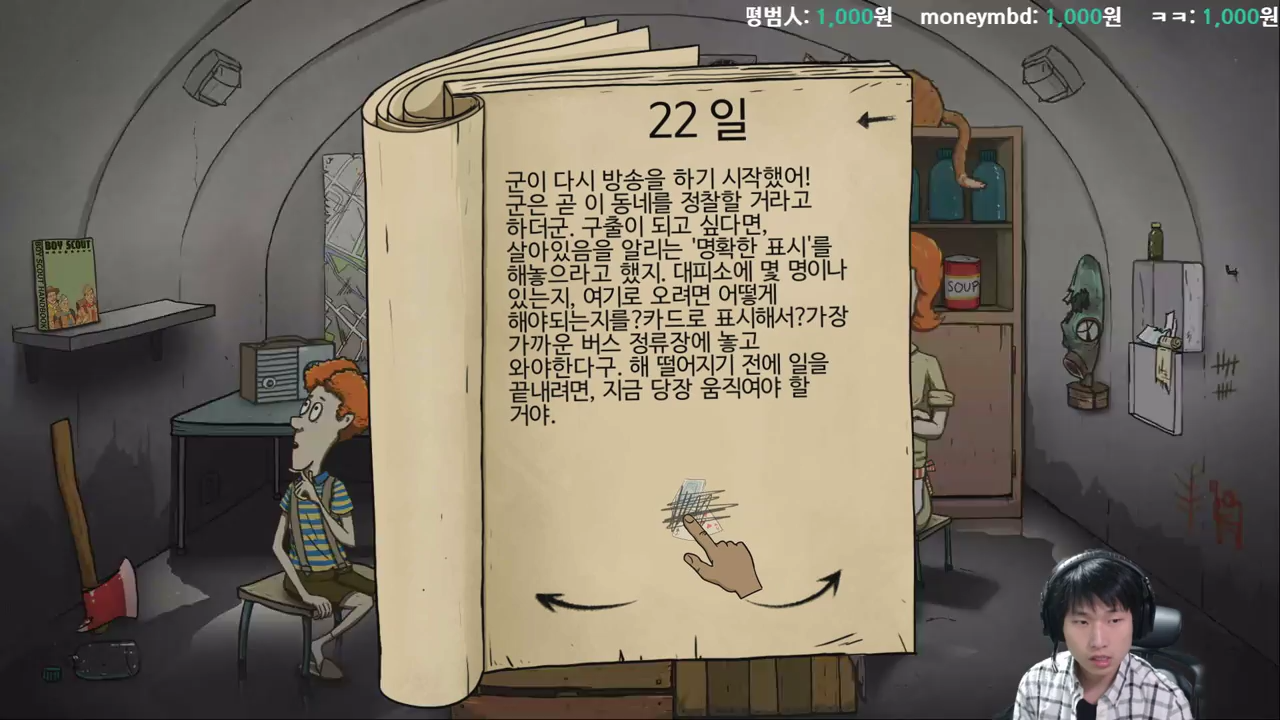 평범인: 1,000원 moneymbd: 1,000원 ㅋㅋ: 1,000원
22 일
군이 다시 방송을 하기 시작했어!
군은 곧 이 동네를 정찰할 거라고
하더군. 구출이 되고 싶다면,
살아있음을 알리는 '명확한 표시'를
해놓으라고 했지. 대피소에 몇 명이나
있는지, 여기로 오려면 어떻게
해야되는지를?카드로 표시해서?가장
가까운 버스 정류장에 놓고
와야한다구. 해 떨어지기 전에 일을
끝내려면, 지금 당장 움직여야 할
거야.
BOY SCOUT
BOY SCOUT HANDBOOK
SOUP